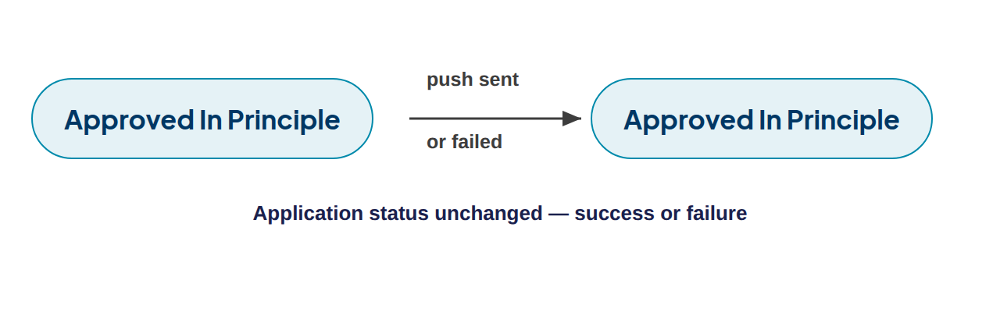 push sent
Approved In Principle
Approved In Principle
or failed
Application status unchanged — success or failure